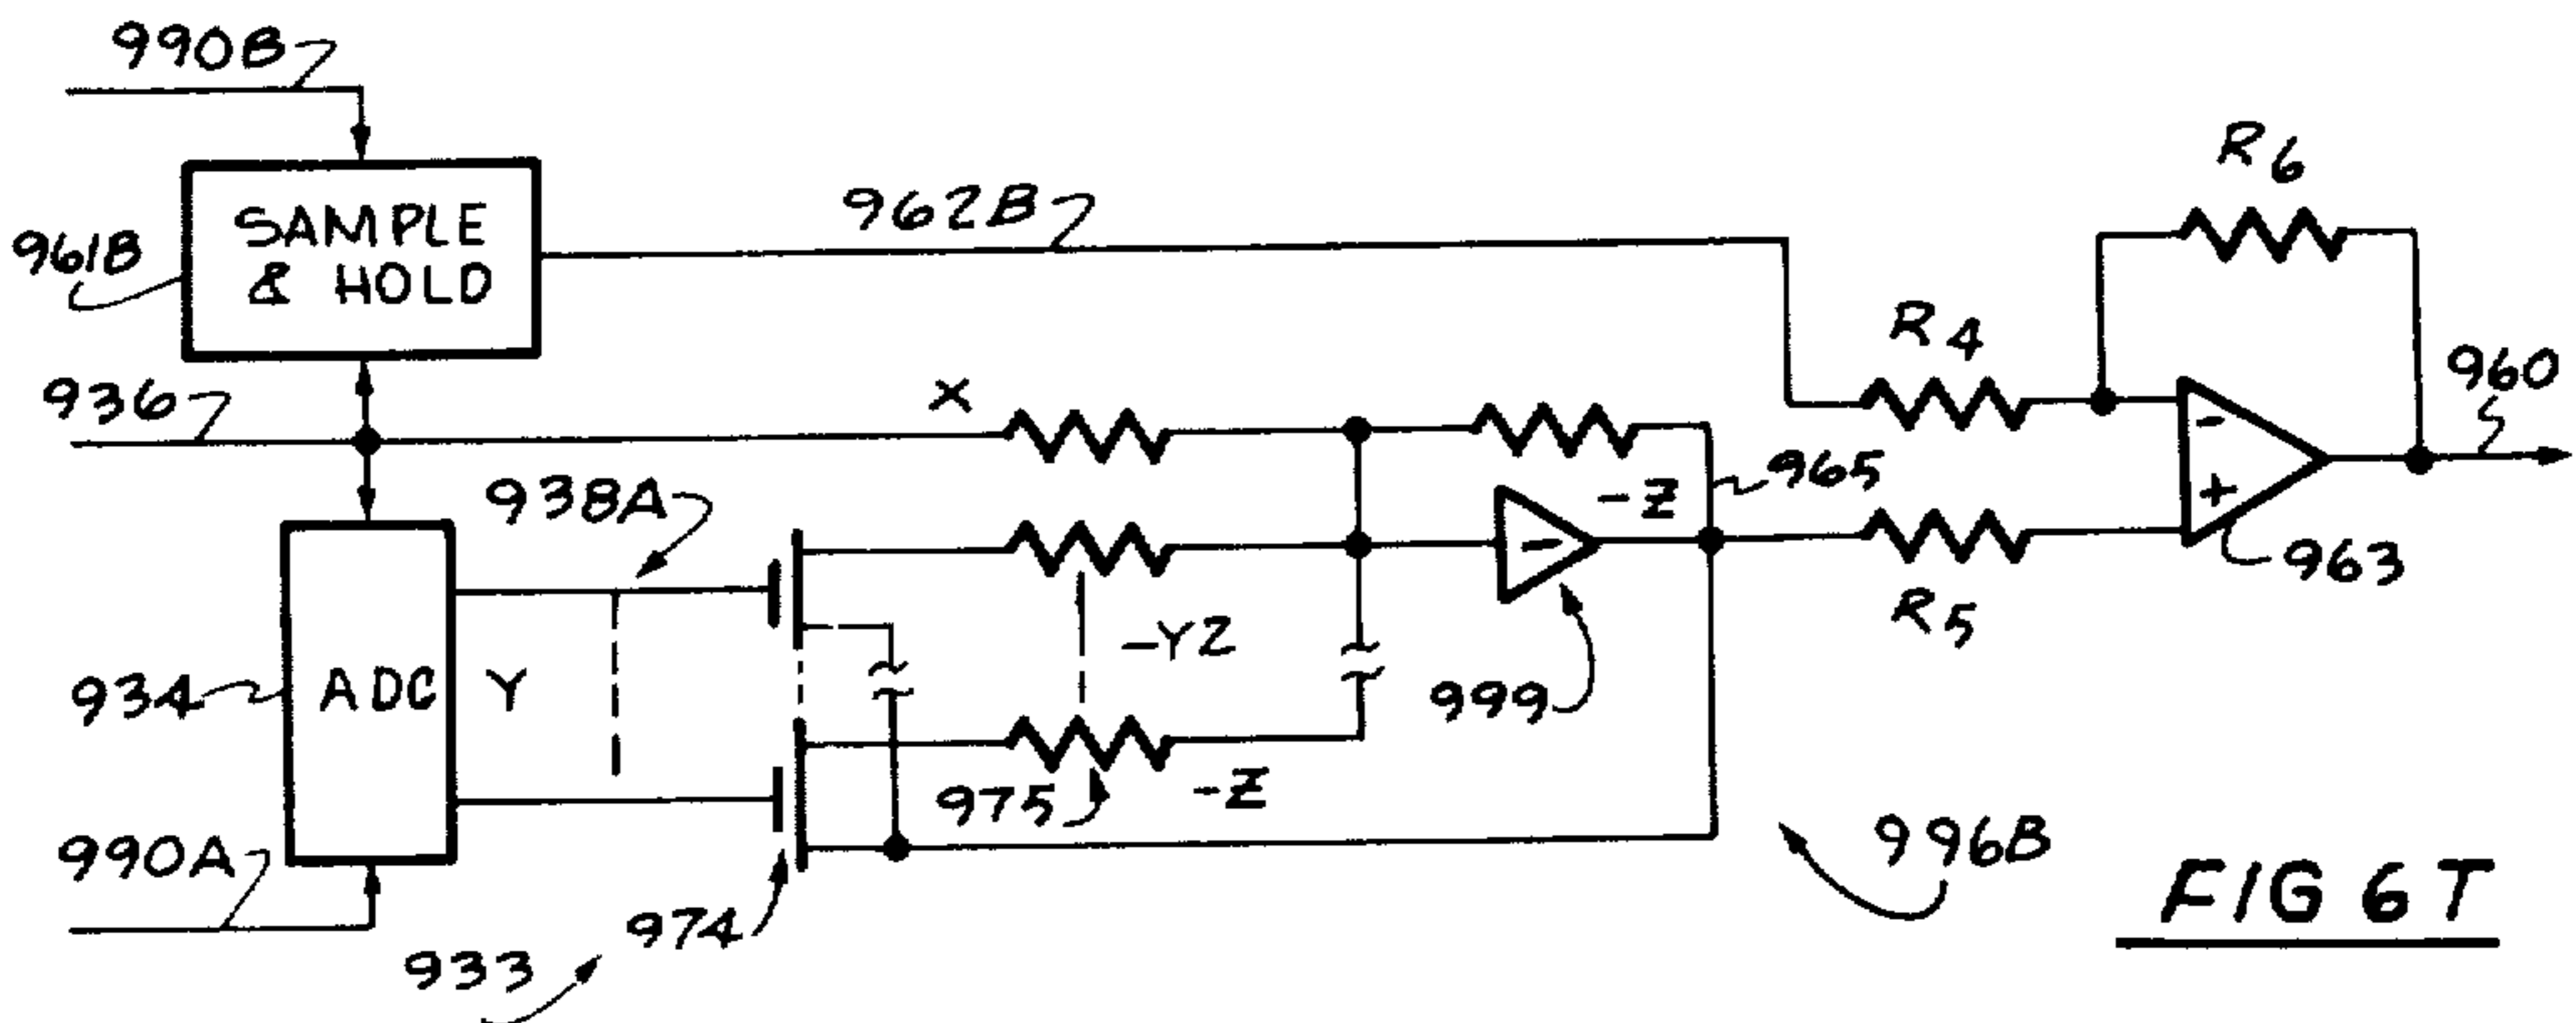 990B
SAMPLE
& HOLD
961B
962B
R6
R4
936
X
960
938A
965
-Z
963
R5
934
ADC
Y
-YZ
999
975
-Z
990A
974
996B
933
FIG 6T